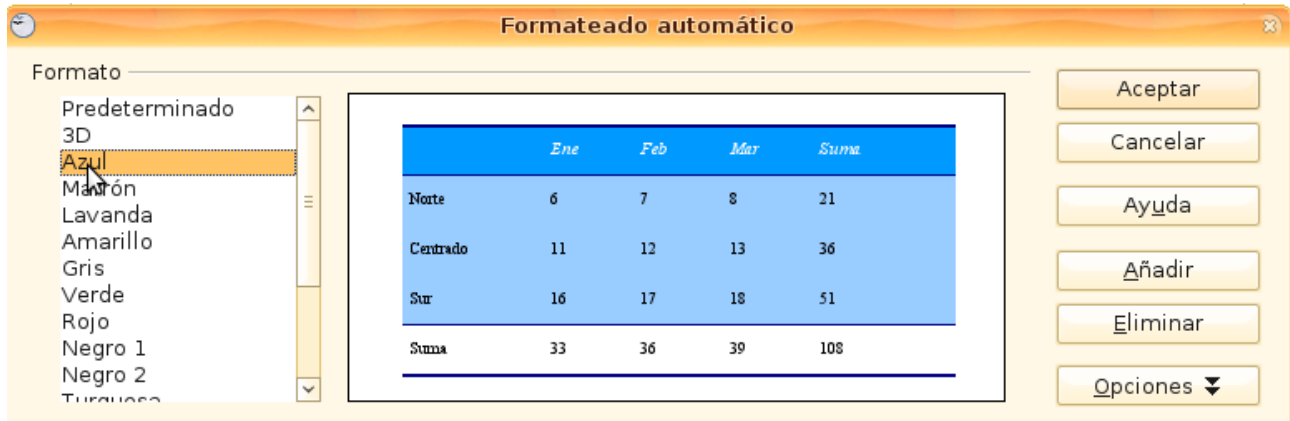 Formateado automático
Formato
Predeterminado
3D
Azul
Marrón
Lavanda
Amarillo
Gris
Verde
Rojo
Negro 1
Negro 2
Turquesa
Ene Feb Mar Suma
Norte 6 7 8 21
Centrado 11 12 13 36
Sur 16 17 18 51
Suma 33 36 39 108
Aceptar
Cancelar
Ayuda
Añadir
Eliminar
Opciones